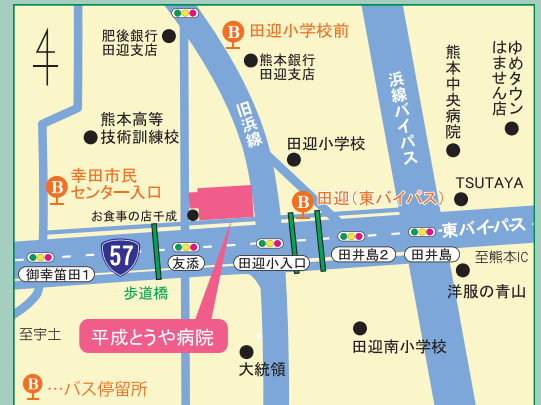 肥後銀行
田迎支店
B 田迎小学校前
熊本銀行
田迎支店
旧浜線
浜線バイパス
熊本中央病院
ゆめタウン
はません店
熊本高等
技術訓練校
田迎小学校
B 幸田市民
センター入口
B 田迎（東バイパス）
TSUTAYA
お食事の店千成
東バイパス
57
御幸笛田1
友添
田迎小入口
田井島2
田井島
至熊本IC
歩道橋
洋服の青山
至宇土
平成とうや病院
田迎南小学校
大統領
B …バス停留所